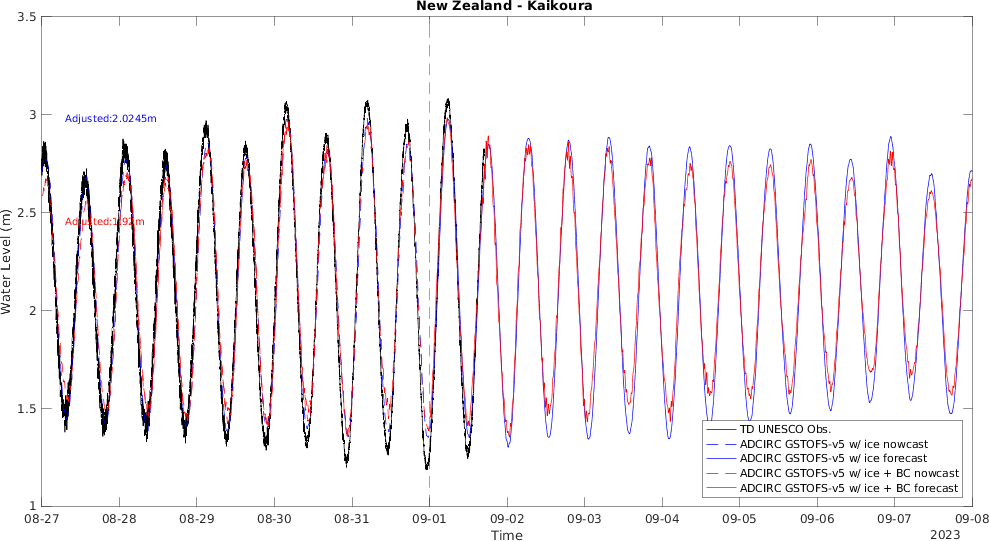 New Zealand - Kaikoura
3.5
3
2.5
2
1.5
1
Water Level (m)
Adjusted:2.0245m
Adjusted:1.92m
TD UNESCO Obs.
ADCIRC GSTOFS-v5 w/ ice nowcast
ADCIRC GSTOFS-v5 w/ ice forecast
ADCIRC GSTOFS-v5 w/ ice + BC nowcast
ADCIRC GSTOFS-v5 w/ ice + BC forecast
08-27 08-28 08-29 08-30 08-31 09-01 09-02 09-03 09-04 09-05 09-06 09-07 09-08
Time
2023